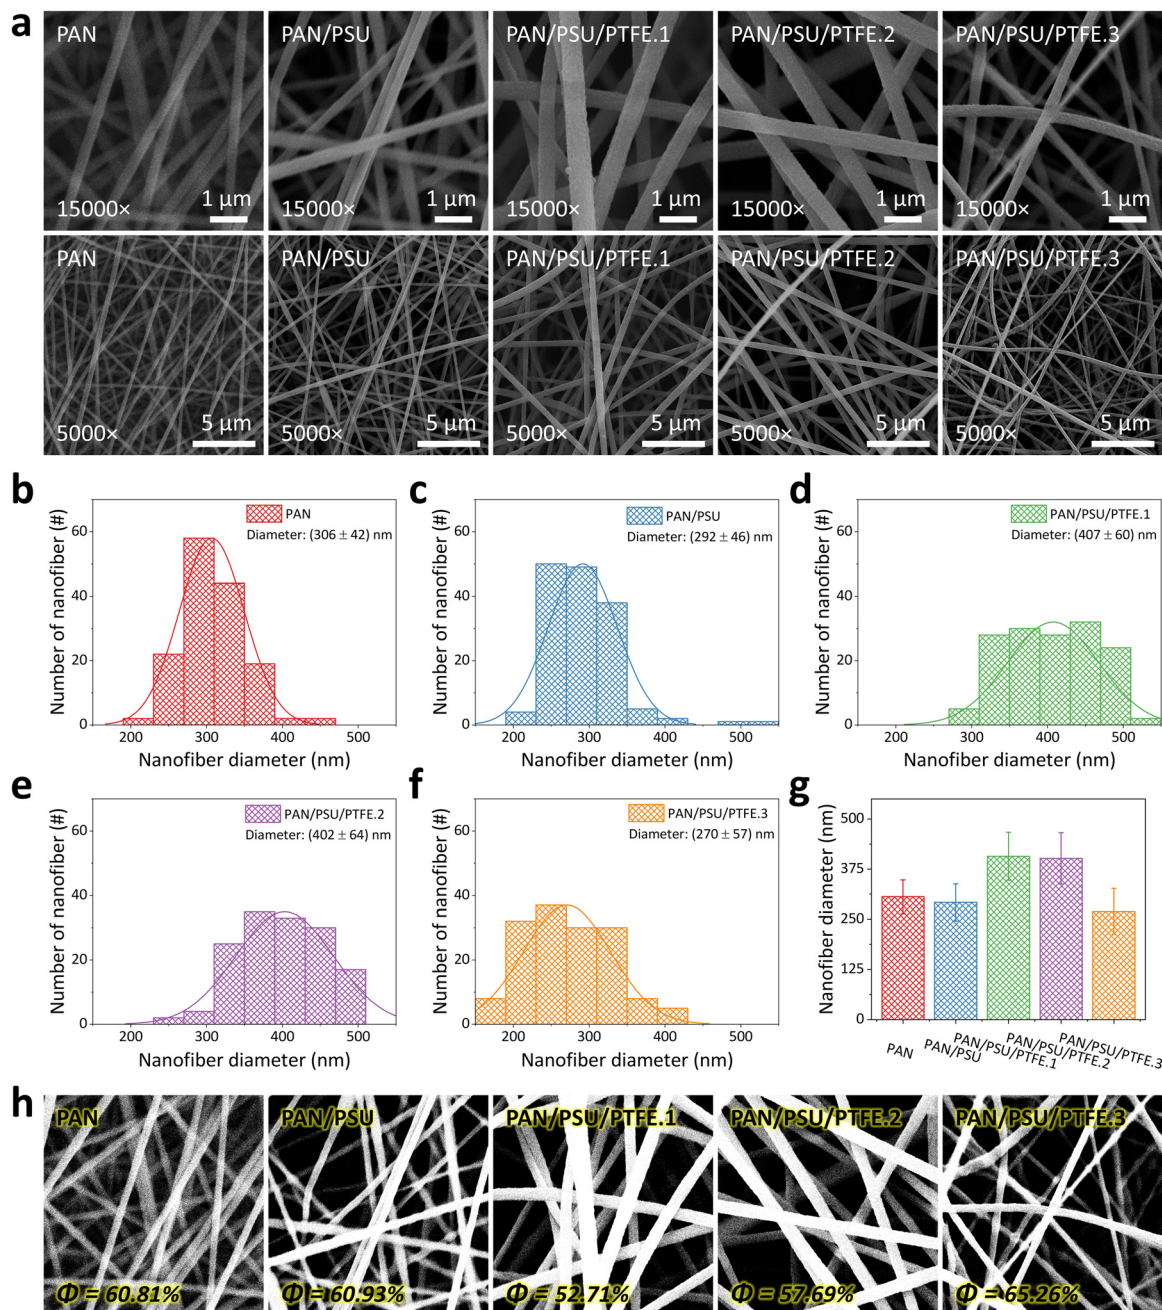 a
PAN
PAN/PSU
PAN/PSU/PTFE.1
PAN/PSU/PTFE.2
PAN/PSU/PTFE.3
15000×
1 μm
15000×
1 μm
15000×
1 μm
15000×
1 μm
15000×
1 μm
PAN
PAN/PSU
PAN/PSU/PTFE.1
PAN/PSU/PTFE.2
PAN/PSU/PTFE.3
5000×
5 μm
5000×
5 μm
5000×
5 μm
5000×
5 μm
5000×
5 μm
b
Number of nanofiber (#)
60
40
20
0
PAN
Diameter: (306 ± 42) nm
200
300
400
500
Nanofiber diameter (nm)
c
Number of nanofiber (#)
60
40
20
0
PAN/PSU
Diameter: (292 ± 46) nm
200
300
400
500
Nanofiber diameter (nm)
d
Number of nanofiber (#)
60
40
20
0
PAN/PSU/PTFE.1
Diameter: (407 ± 60) nm
200
300
400
500
Nanofiber diameter (nm)
e
Number of nanofiber (#)
60
40
20
0
PAN/PSU/PTFE.2
Diameter: (402 ± 64) nm
200
300
400
500
Nanofiber diameter (nm)
f
Number of nanofiber (#)
60
40
20
0
PAN/PSU/PTFE.3
Diameter: (270 ± 57) nm
200
300
400
500
Nanofiber diameter (nm)
g
Nanofiber diameter (nm)
500
375
250
125
0
PAN
PAN/PSU
PAN/PSU/PTFE.1
PAN/PSU/PTFE.2
PAN/PSU/PTFE.3
h
PAN
PAN/PSU
PAN/PSU/PTFE.1
PAN/PSU/PTFE.2
PAN/PSU/PTFE.3
Φ = 60.81%
Φ = 60.93%
Φ = 52.71%
Φ = 57.69%
Φ = 65.26%